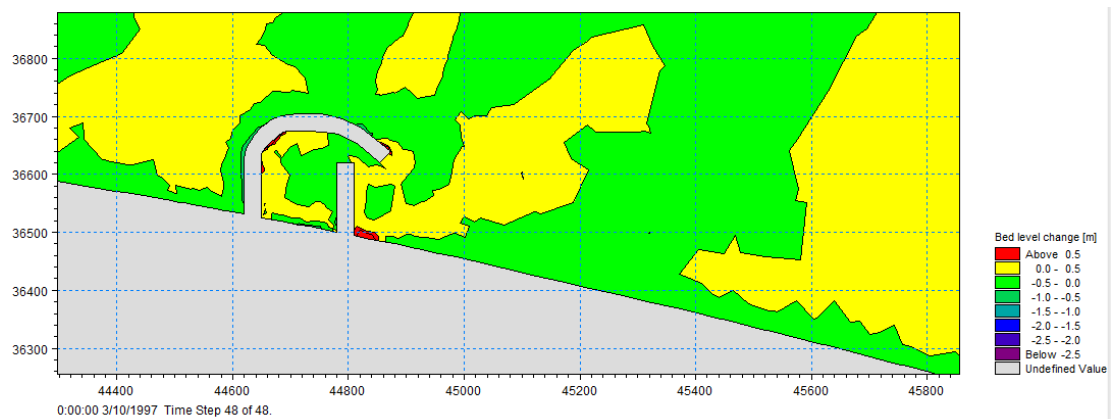 36800
36700
36600
36500
36400
36300
44400 44600 44800 45000 45200 45400 45600 45800
0:00:00 3/10/1997 Time Step 48 of 48.
Bed level change [m]
Above 0.5
0.0 - 0.5
-0.5 - 0.0
-1.0 - -0.5
-1.5 - -1.0
-2.0 - -1.5
-2.5 - -2.0
Below -2.5
Undefined Value